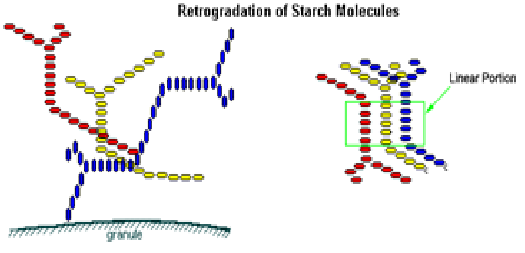 Retrogradation of Starch Molecules
Linear Portion
granule